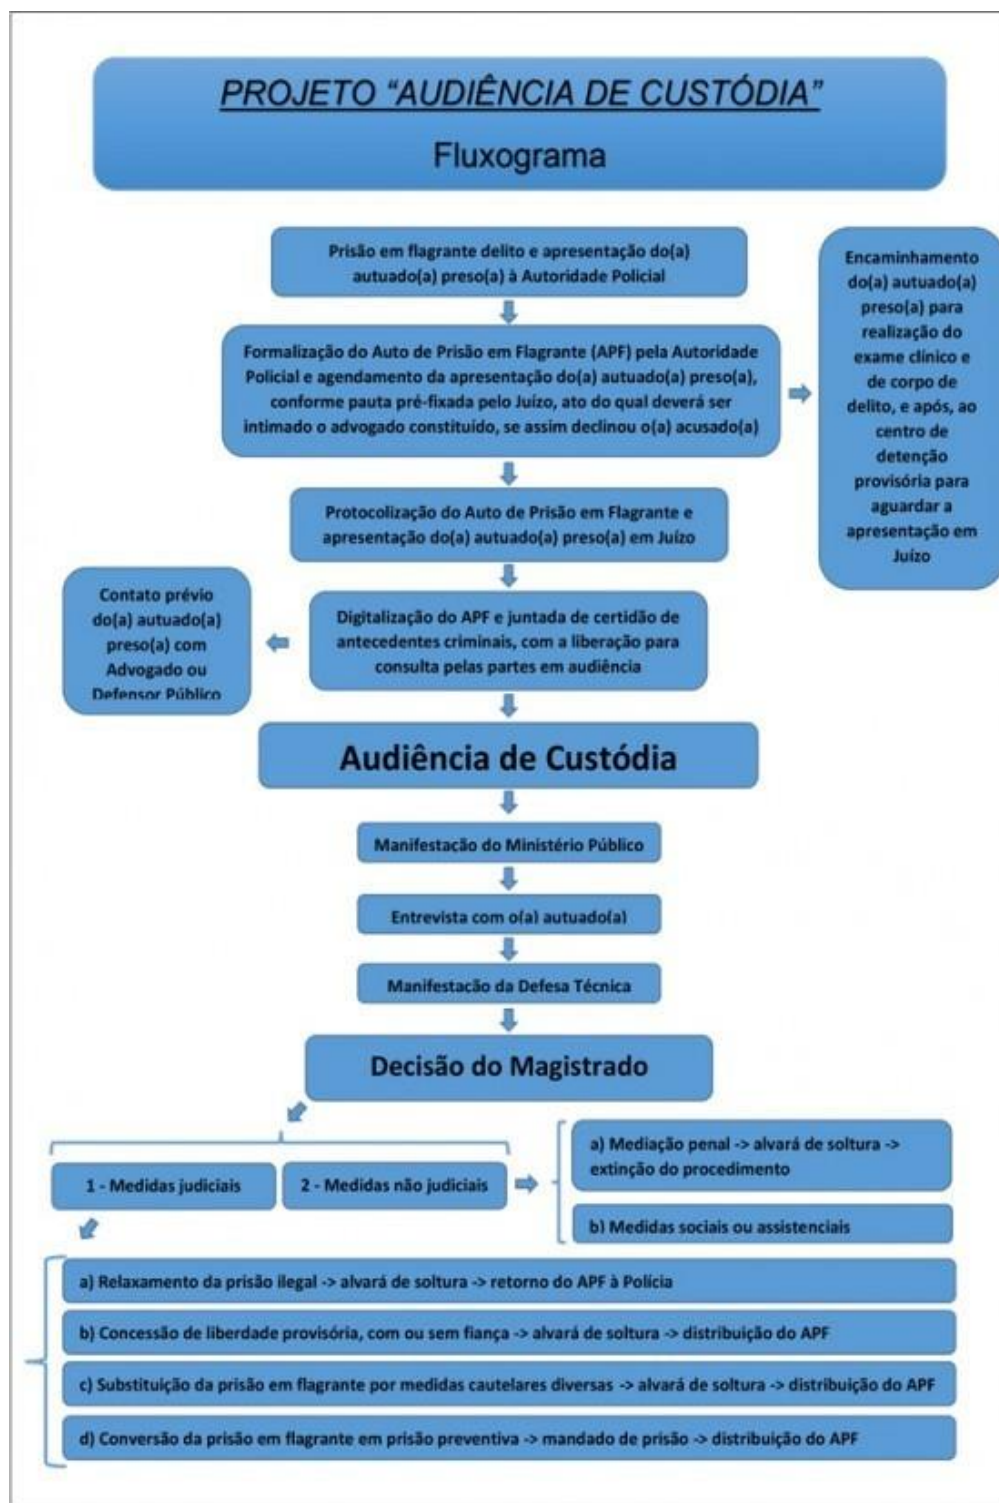 PROJETO “AUDIÊNCIA DE CUSTÓDIA”
Fluxograma
Prisão em flagrante delito e apresentação do(a)
autuado(a) preso(a) à Autoridade Policial
Formalização do Auto de Prisão em Flagrante (APF) pela Autoridade
Policial e agendamento da apresentação do(a) autuado(a) preso(a),
conforme pauta pré-fixada pelo Juízo, ato do qual deverá ser
intimado o advogado constituído, se assim declinou o(a) acusado(a)
Encaminhamento
do(a) autuado(a)
preso(a) para
realização do
exame clínico e
de corpo de
delito, e após, ao
centro de
detenção
provisória para
aguardar a
apresentação em
Juízo
Protocolização do Auto de Prisão em Flagrante e
apresentação do(a) autuado(a) preso(a) em Juízo
Digitalização do APF e juntada de certidão de
antecedentes criminais, com a liberação para
consulta pelas partes em audiência
Contato prévio
do(a) autuado(a)
preso(a) com
Advogado ou
Defensor Público
Audiência de Custódia
Manifestação do Ministério Público
Entrevista com o(a) autuado(a)
Manifestação da Defesa Técnica
Decisão do Magistrado
1 - Medidas judiciais
2 - Medidas não judiciais
a) Mediação penal -> alvará de soltura ->
extinção do procedimento
b) Medidas sociais ou assistenciais
a) Relaxamento da prisão ilegal -> alvará de soltura -> retorno do APF à Polícia
b) Concessão de liberdade provisória, com ou sem fiança -> alvará de soltura -> distribuição do APF
c) Substituição da prisão em flagrante por medidas cautelares diversas -> alvará de soltura -> distribuição do APF
d) Conversão da prisão em flagrante em prisão preventiva -> mandado de prisão -> distribuição do APF